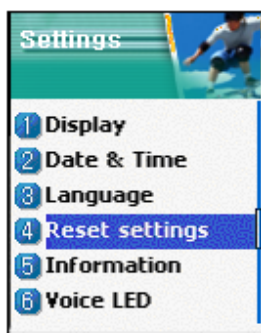 Settings
1 Display
2 Date & Time
3 Language
4 Reset settings
5 Information
6 Voice LED